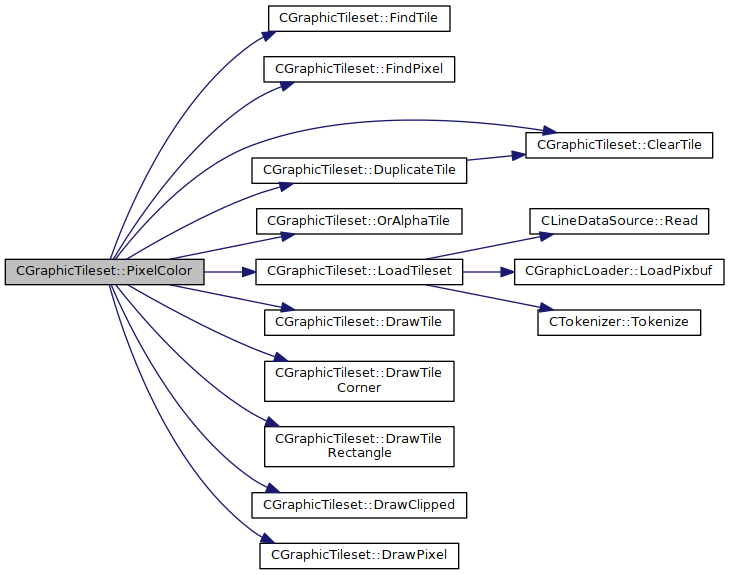 CGraphicTileset::FindTile
CGraphicTileset::FindPixel
CGraphicTileset::ClearTile
CGraphicTileset::DuplicateTile
CGraphicTileset::OrAlphaTile
CLineDataSource::Read
CGraphicTileset::PixelColor
CGraphicTileset::LoadTileset
CGraphicLoader::LoadPixbuf
CGraphicTileset::DrawTile
CTokenizer::Tokenize
CGraphicTileset::DrawTile
Corner
CGraphicTileset::DrawTile
Rectangle
CGraphicTileset::DrawClipped
CGraphicTileset::DrawPixel